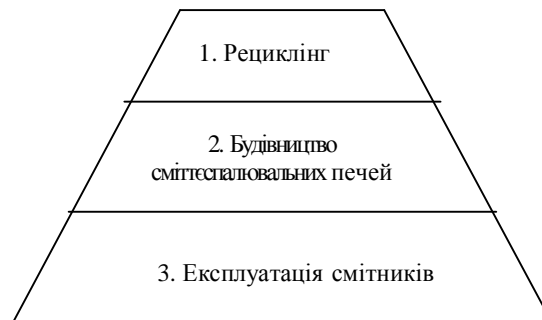 1. Рециклінг
2. Будівництво
сміттєспалювальних печей
3. Експлуатація смітників